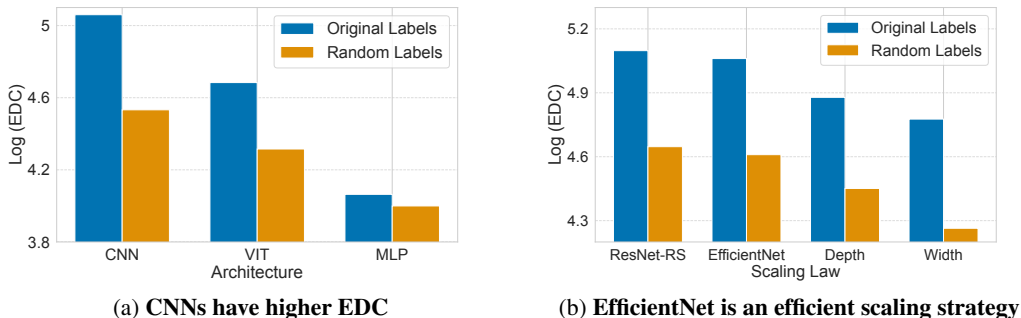 5
4.6
4.2
3.8
Log (EDC)
Original Labels
Random Labels
CNN VIT MLP
Architecture
(a) CNNs have higher EDC
5.2
4.9
4.6
4.3
Log (EDC)
Original Labels
Random Labels
ResNet-RS EfficientNet Depth Width
Scaling Law
(b) EfficientNet is an efficient scaling strategy